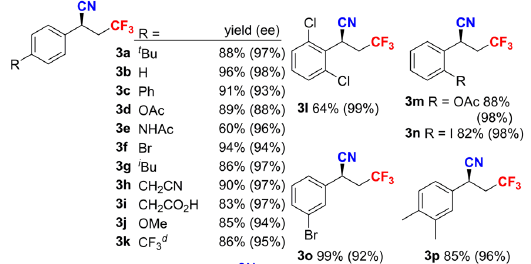 CN
CF3
R
R = yield (ee)
3a tBu 88% (97%)
3b H 96% (98%)
3c Ph 91% (93%)
3d OAc 89% (88%)
3e NHAc 60% (96%)
3f Br 94% (94%)
3g iBu 86% (97%)
3h CH2CN 90% (97%)
3i CH2CO2H 83% (97%)
3j OMe 85% (94%)
3k CF3d 86% (95%)
Cl
CN
CF3
Cl
3l 64% (99%)
CN
CF3
R
3m R = OAc 88%
(98%)
3n R = I 82% (98%)
CN
CF3
Br
3o 99% (92%)
CN
CF3
3p 85% (96%)